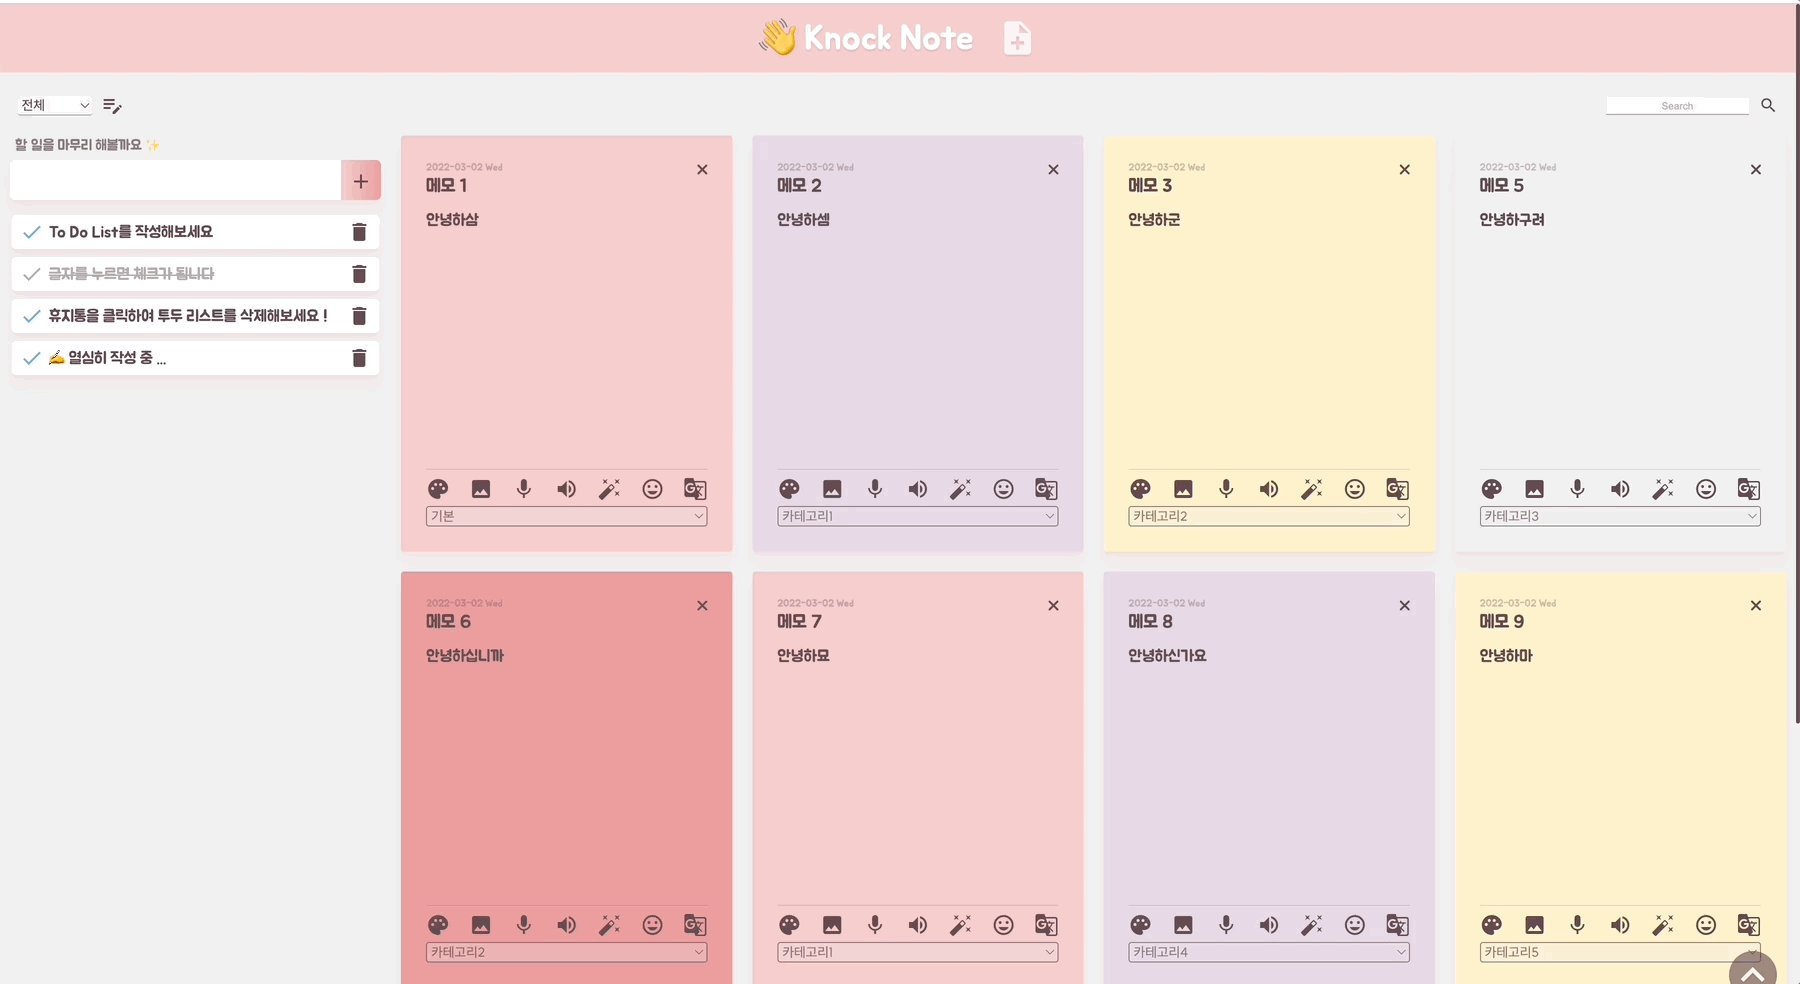 👋 Knock Note
전체
Search
할 일을 마무리 해볼까요 ✨
To Do List를 작성해보세요
글자를 누르면 체크가 됩니다
휴지통을 클릭하여 투두 리스트를 삭제해보세요 !
✍ 열심히 작성 중 ...
2022-03-02 Wed
메모 1
안녕하삼
기본
2022-03-02 Wed
메모 2
안녕하셈
카테고리1
2022-03-02 Wed
메모 3
안녕하군
카테고리2
2022-03-02 Wed
메모 5
안녕하구려
카테고리3
2022-03-02 Wed
메모 6
안녕하십니까
카테고리2
2022-03-02 Wed
메모 7
안녕하묘
카테고리1
2022-03-02 Wed
메모 8
안녕하신가요
카테고리4
2022-03-02 Wed
메모 9
안녕하마
카테고리5